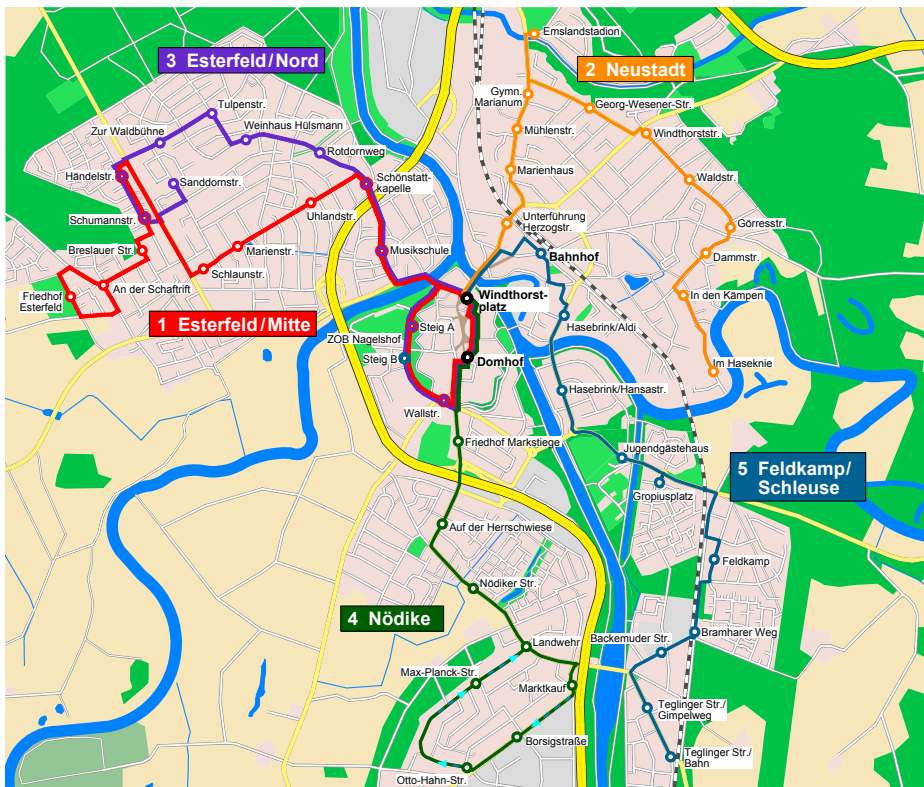 Emslandstadion
3 Esterfeld/Nord
2 Neustadt
Gymn.
Marianum
Tulpenstr.
Georg-Wesener-Str.
Weinhaus Hülsmann
Zur Waldbühne
Mühlenstr.
Windthorststr.
Rotdornweg
Händelstr.
Sanddornstr.
Schönstatt-
kapelle
Marienhaus
Waldstr.
Schumannstr.
Uhlandstr.
Unterführung
Herzogstr.
Görresstr.
Breslauer Str.
Marienstr.
Musikschule
Bahnhof
Dammstr.
Schlaunstr.
An der Schaftrift
Friedhof
Esterfeld
Windthorst-
platz
In den Kämpen
1 Esterfeld/Mitte
Steig A
Hasebrink/Aldi
ZOB Nagelshof
Steig B
Domhof
Im Haseknie
Hasebrink/Hansastr.
Wallstr.
Friedhof Markstiege
Jugendgästehaus
5 Feldkamp/
Schleuse
Gropiusplatz
Auf der Herrschwiese
Feldkamp
Nödiker Str.
4 Nödike
Landwehr
Backemuder Str.
Bramharer Weg
Max-Planck-Str.
Marktkauf
Teglinger Str./
Gimpelweg
Borsigstraße
Teglinger Str./
Bahn
Otto-Hahn-Str.